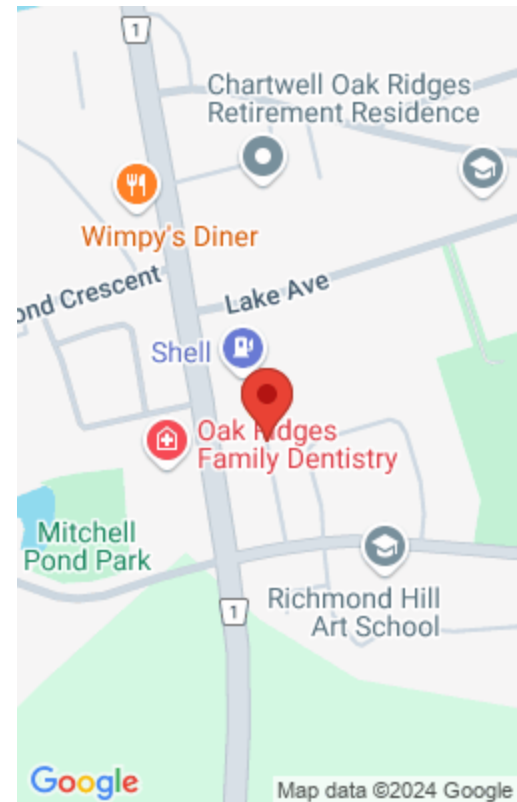 1
Chartwell Oak Ridges
Retirement Residence
Wimpy's Diner
ond Crescent
Lake Ave
Shell
Oak Ridges
Family Dentistry
Mitchell
Pond Park
Richmond Hill
Art School
1
Google
Map data ©2024 Google